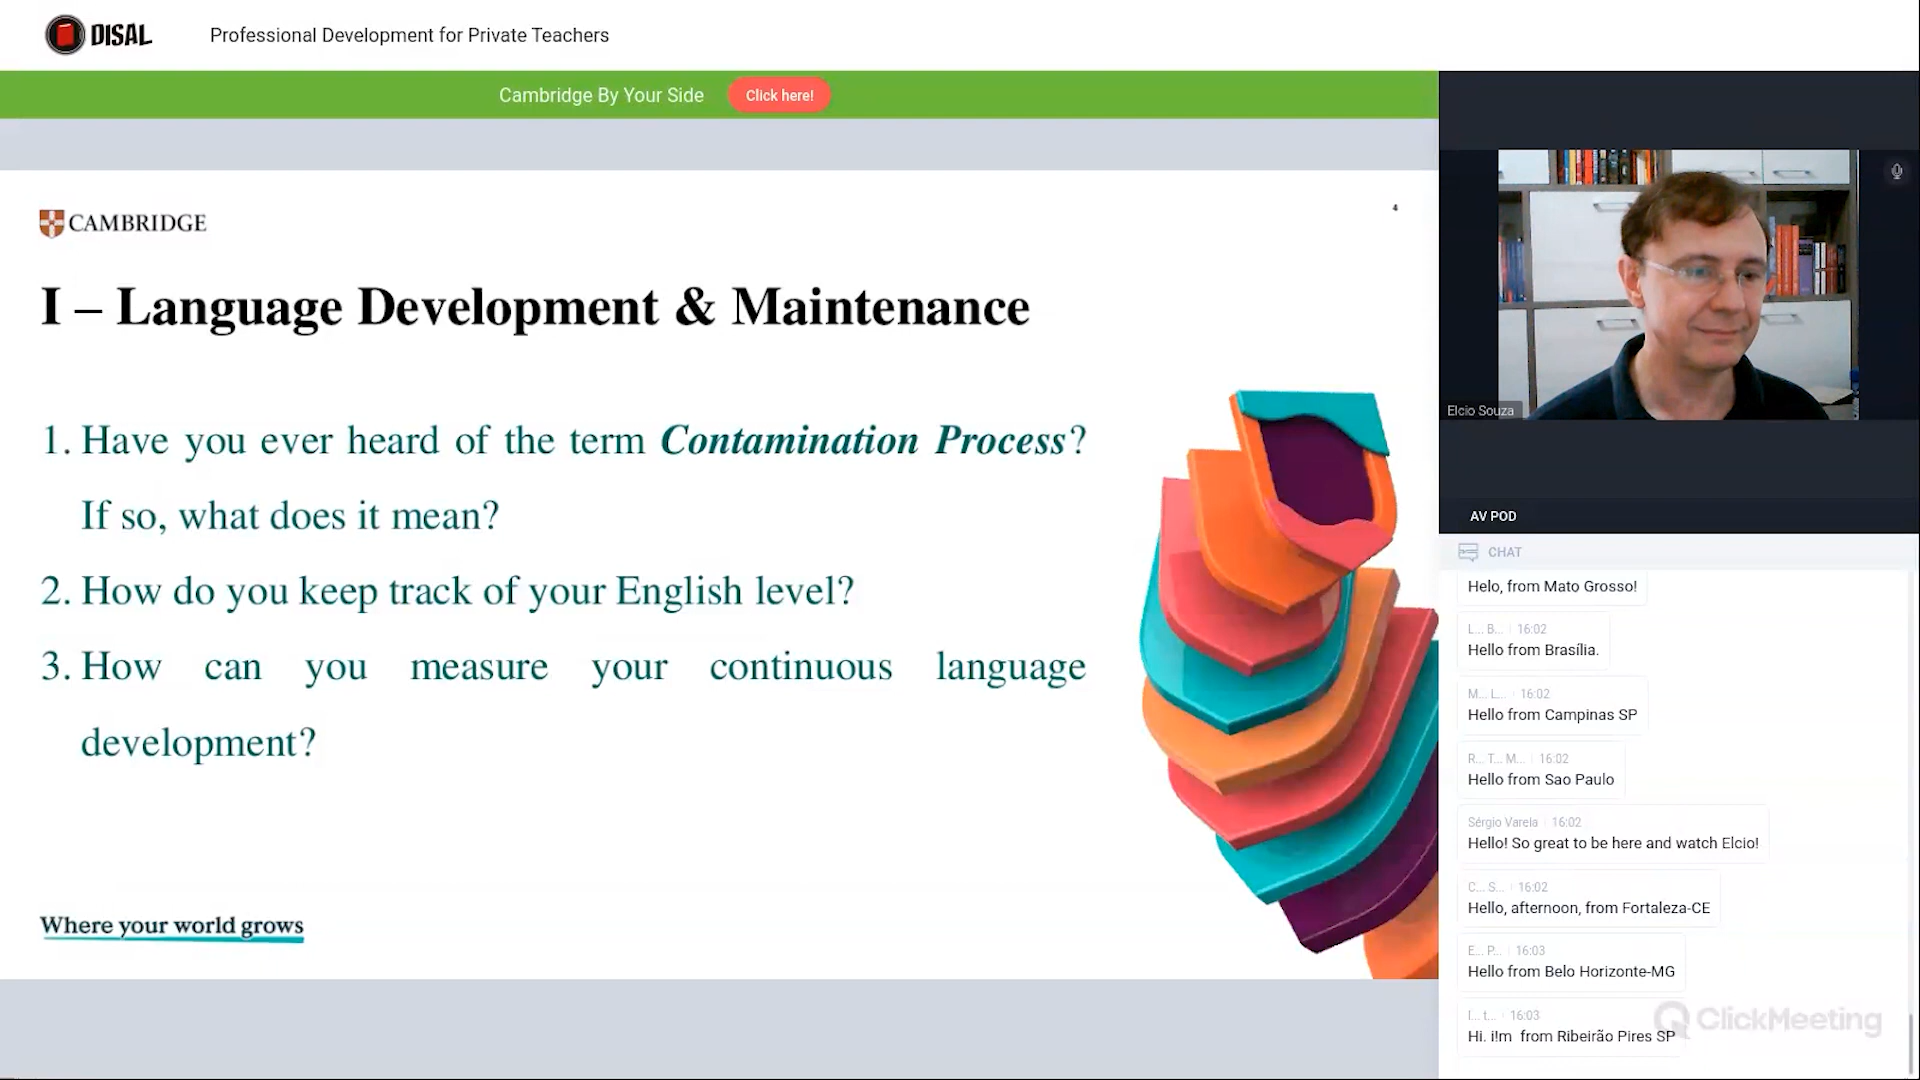 DISAL
Professional Development for Private Teachers
Cambridge By Your Side
Click here!
CAMBRIDGE
4
I – Language Development & Maintenance
1. Have you ever heard of the term Contamination Process?
If so, what does it mean?
2. How do you keep track of your English level?
3. How can you measure your continuous language
development?
Where your world grows
Elcio Souza
AV POD
CHAT
Helo, from Mato Grosso!
L... B... 16:02
Hello from Brasília.
M... L... 16:02
Hello from Campinas SP
R... T... M... 16:02
Hello from Sao Paulo
Sérgio Varela 16:02
Hello! So great to be here and watch Elcio!
C... S... 16:02
Hello, afternoon, from Fortaleza-CE
E... P... 16:03
Hello from Belo Horizonte-MG
I... t... 16:03
Hi. i!m from Ribeirão Pires SP
ClickMeeting